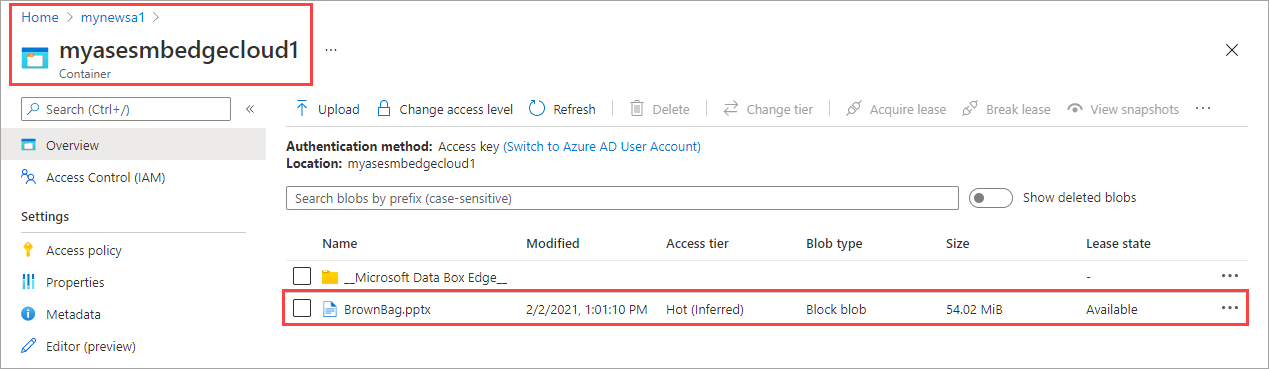 Home > mynewsa1 >
myasesmbedgecloud1 ...
Container
Search (Ctrl+/) «
Upload Change access level Refresh Delete Change tier Acquire lease Break lease View snapshots ...
Overview
Authentication method: Access key (Switch to Azure AD User Account)
Location: myasesmbedgecloud1
Access Control (IAM)
Search blobs by prefix (case-sensitive) Show deleted blobs
Settings
Name Modified Access tier Blob type Size Lease state
Access policy
__Microsoft Data Box Edge__ - ...
Properties
BrownBag.pptx 2/2/2021, 1:01:10 PM Hot (Inferred) Block blob 54.02 MiB Available ...
Metadata
Editor (preview)